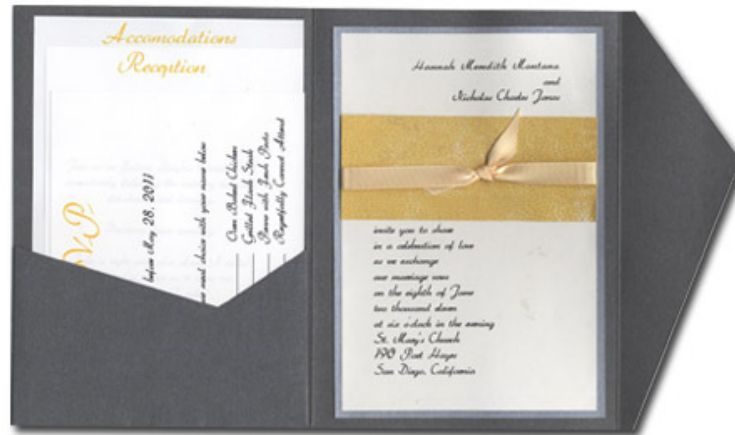 Accomodations
Reception
V.P
before May 28, 2011
meal choice with your name below
Oven Baked Chicken
Grilled Flank Steak
Penne with Fresh Pesto
Regretfully Cannot Attend
Hannah Meredith Montana
and
Nicholas Charles Jones
invite you to share
in a celebration of love
as we exchange
our marriage vows
on the eighth of June
two thousand eleven
at six o'clock in the evening
St. Mary's Church
190 Port Hayes
San Diego, California